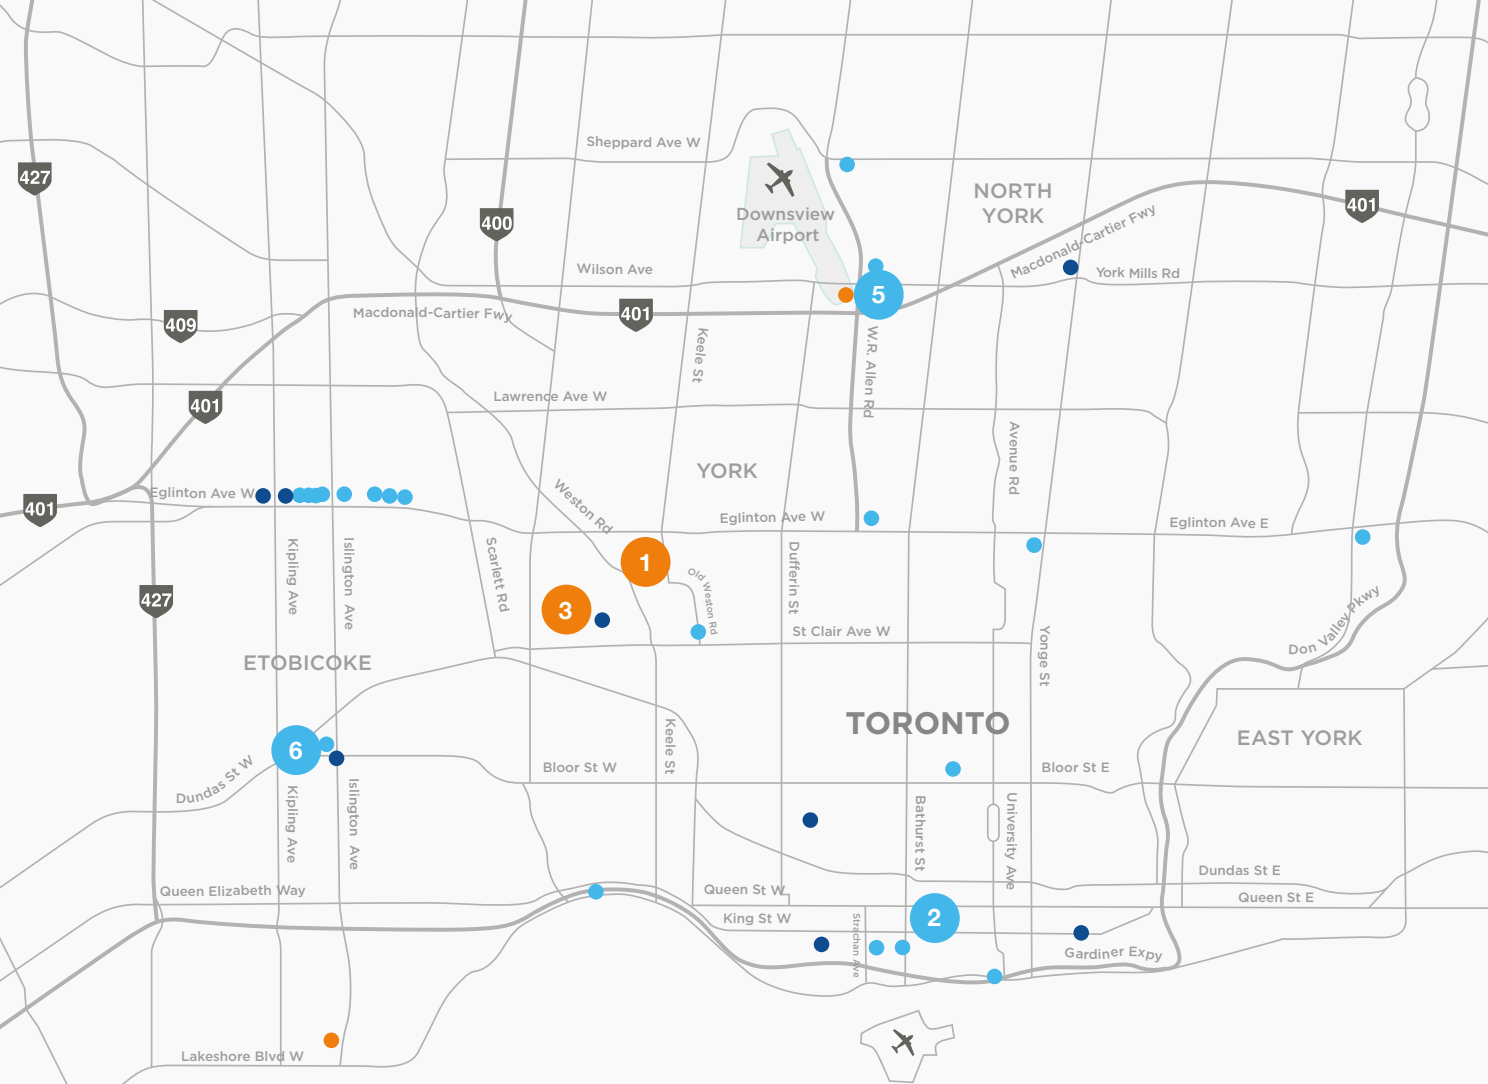 Sheppard Ave W
427
NORTH
YORK
401
400
Downsview
Airport
Macdonald-Cartier Fwy
Wilson Ave
York Mills Rd
5
Macdonald-Cartier Fwy
401
409
Keele St
W.R. Allen Rd
401
Lawrence Ave W
Avenue Rd
YORK
Eglinton Ave W
401
Weston Rd
Eglinton Ave W
Eglinton Ave E
Kipling Ave
Islington Ave
Scarlett Rd
1
Dufferin St
Old Weston Rd
427
3
St Clair Ave W
Don Valley Pkwy
Yonge St
ETOBICOKE
TORONTO
EAST YORK
6
Keele St
Dundas St W
Bloor St W
Bloor St E
Kipling Ave
Islington Ave
Bathurst St
University Ave
Dundas St E
Queen Elizabeth Way
Queen St W
Queen St E
King St W
2
Strachan Ave
Gardiner Expy
Lakeshore Blvd W